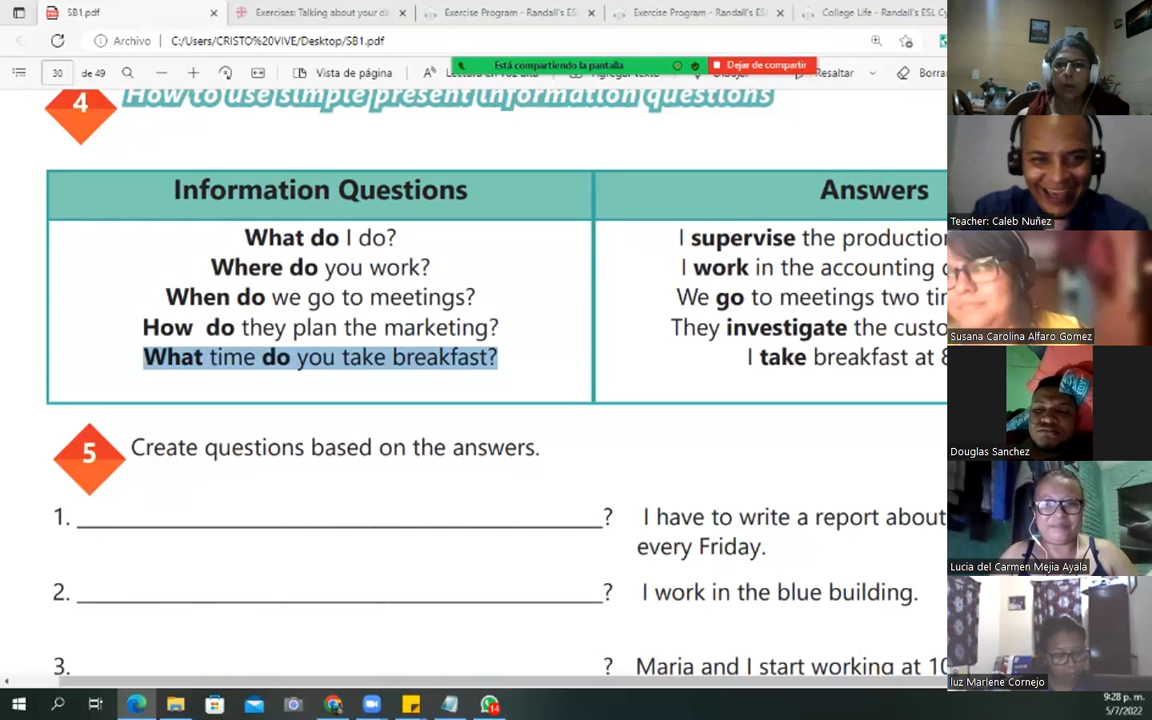 SB1.pdf
Exercises: Talking about your da
Exercise Program - Randall's ESL
Exercise Program - Randall's ESL
College Life - Randall's ESL Cy
Archivo
C:/Users/CRISTO%20VIVE/Desktop/SB1.pdf
30
de 49
Vista de página
Está compartiendo la pantalla
Dejar de compartir
Resaltar
Borrar
4
How to use simple present information questions
Information Questions
Answers
What do I do?
I supervise the production
Where do you work?
I work in the accounting
When do we go to meetings?
We go to meetings two
How do they plan the marketing?
They investigate the
What time do you take breakfast?
I take breakfast at 8
5
Create questions based on the answers.
1. ?
I have to write a report about
every Friday.
2. ?
I work in the blue building.
3. ?
Maria and I start working at 10
Teacher: Caleb Nuñez
Susana Carolina Alfaro Gomez
Douglas Sanchez
Lucia del Carmen Mejia Ayala
luz Marlene Cornejo
14
9:28 p. m.
5/7/2022